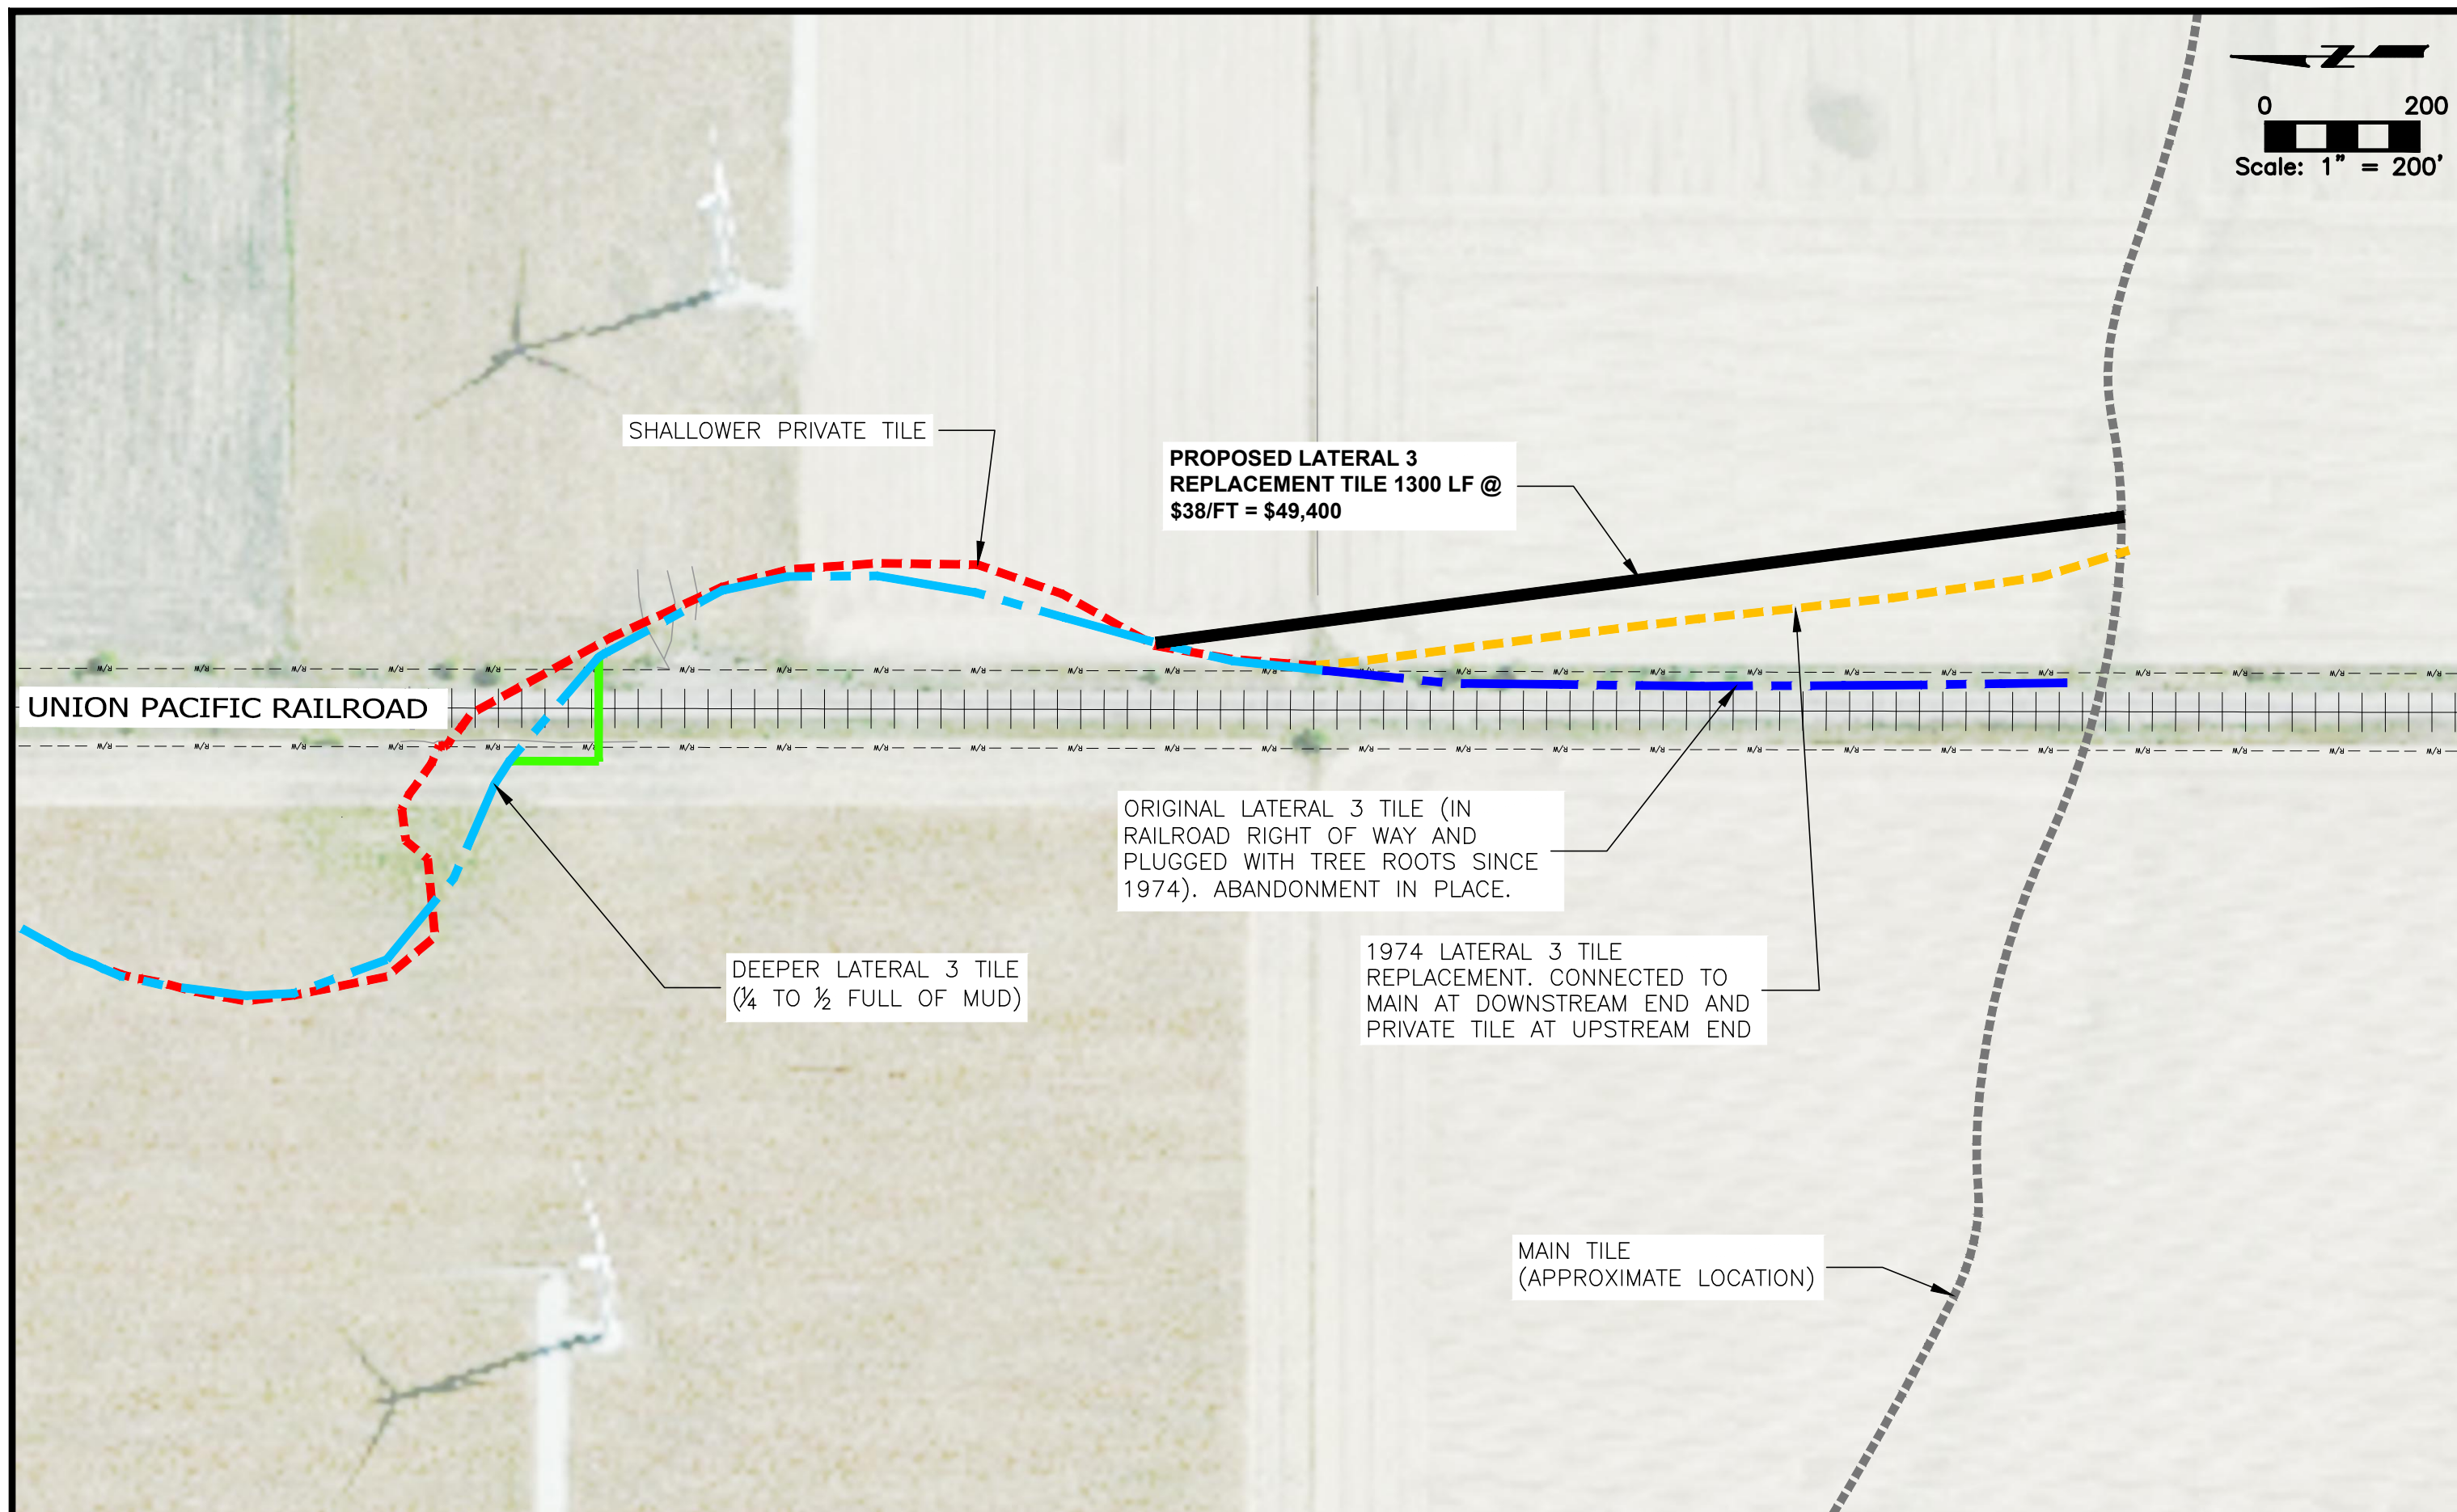 N
0 200
Scale: 1" = 200'
SHALLOWER PRIVATE TILE
PROPOSED LATERAL 3
REPLACEMENT TILE 1300 LF @
$38/FT = $49,400
R/W R/W R/W R/W R/W R/W R/W R/W R/W R/W R/W R/W R/W R/W R/W R/W R/W R/W R/W R/W R/W R/W R/W R/W
UNION PACIFIC RAILROAD
R/W R/W R/W R/W R/W R/W R/W R/W R/W R/W R/W R/W R/W R/W R/W R/W R/W R/W R/W R/W R/W R/W R/W R/W R/W
ORIGINAL LATERAL 3 TILE (IN
RAILROAD RIGHT OF WAY AND
PLUGGED WITH TREE ROOTS SINCE
1974). ABANDONMENT IN PLACE.
DEEPER LATERAL 3 TILE
(¼ TO ½ FULL OF MUD)
1974 LATERAL 3 TILE
REPLACEMENT. CONNECTED TO
MAIN AT DOWNSTREAM END AND
PRIVATE TILE AT UPSTREAM END
MAIN TILE
(APPROXIMATE LOCATION)